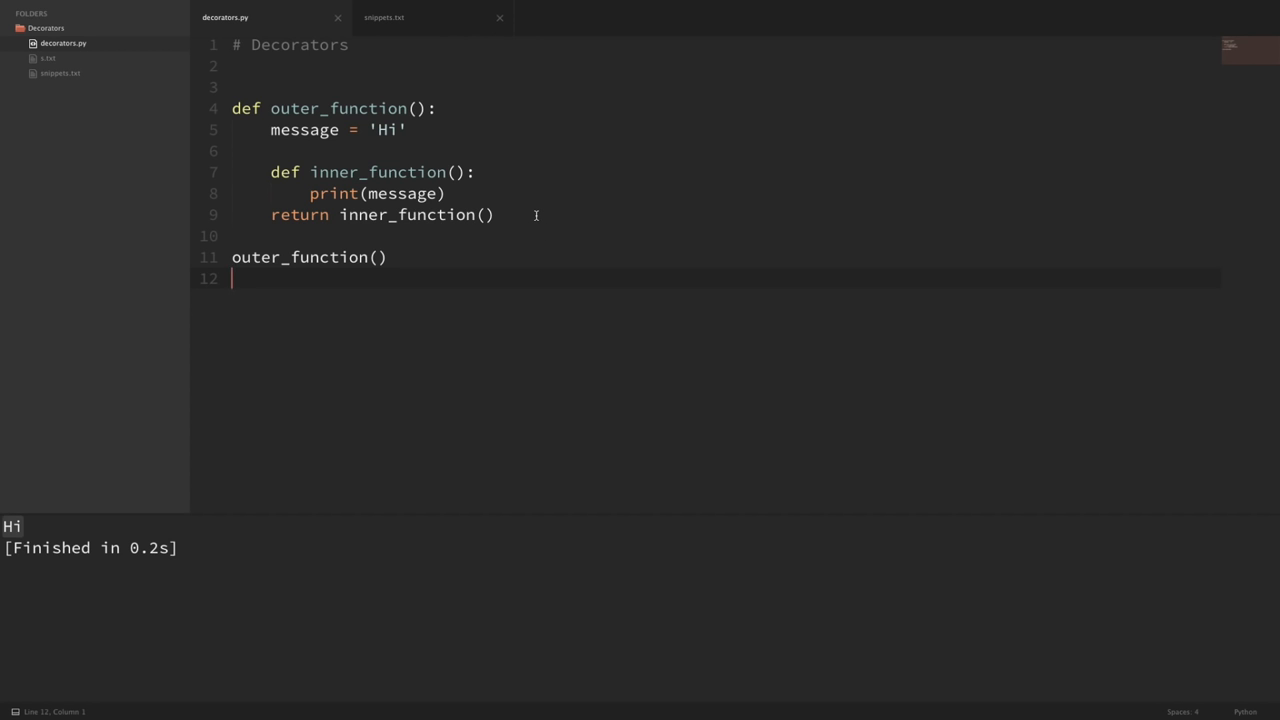 FOLDERS
Decorators
decorators.py
s.txt
snippets.txt
decorators.py
snippets.txt
1 # Decorators
2
3
4 def outer_function():
5     message = 'Hi'
6
7     def inner_function():
8         print(message)
9     return inner_function()
10
11 outer_function()
12
Hi
[Finished in 0.2s]
Line 12, Column 1
Spaces: 4
Python